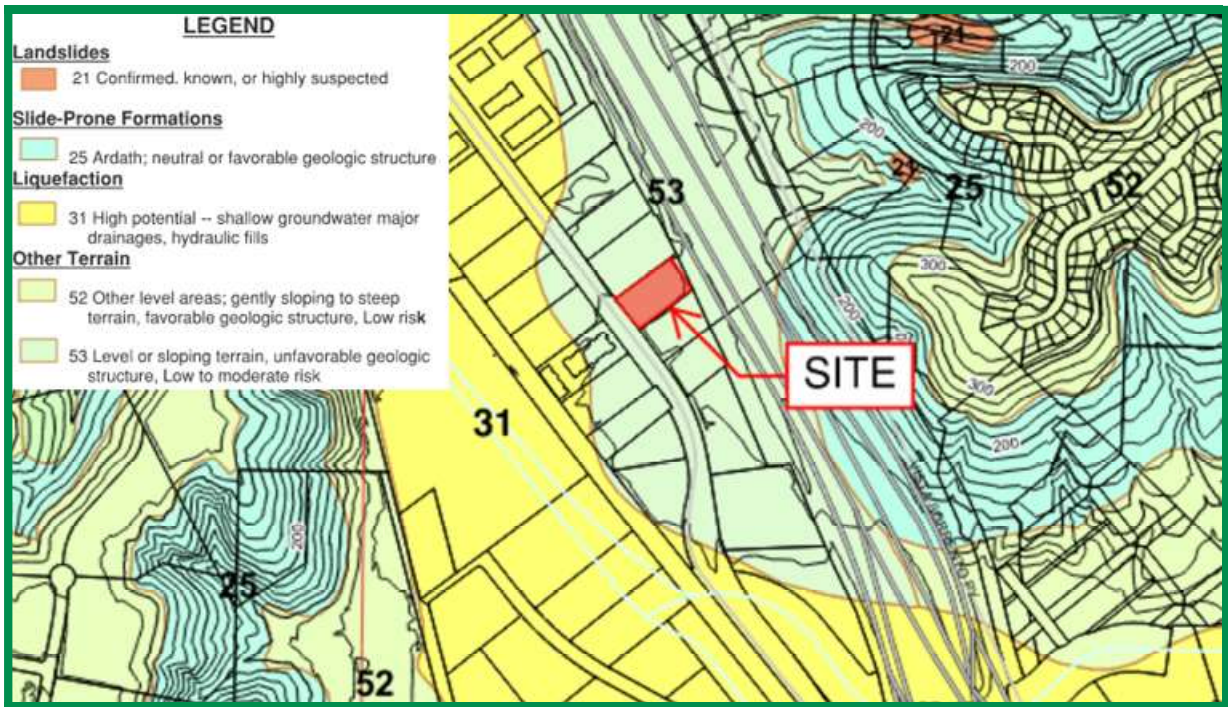 LEGEND
Landslides
21 Confirmed. known, or highly suspected
Slide-Prone Formations
25 Ardath; neutral or favorable geologic structure
Liquefaction
31 High potential -- shallow groundwater major
drainages, hydraulic fills
Other Terrain
52 Other level areas; gently sloping to steep
terrain, favorable geologic structure, Low risk
53 Level or sloping terrain, unfavorable geologic
structure, Low to moderate risk
21
200
200
21
25
52
53
300
200
SITE
300
31
200
200
25
52